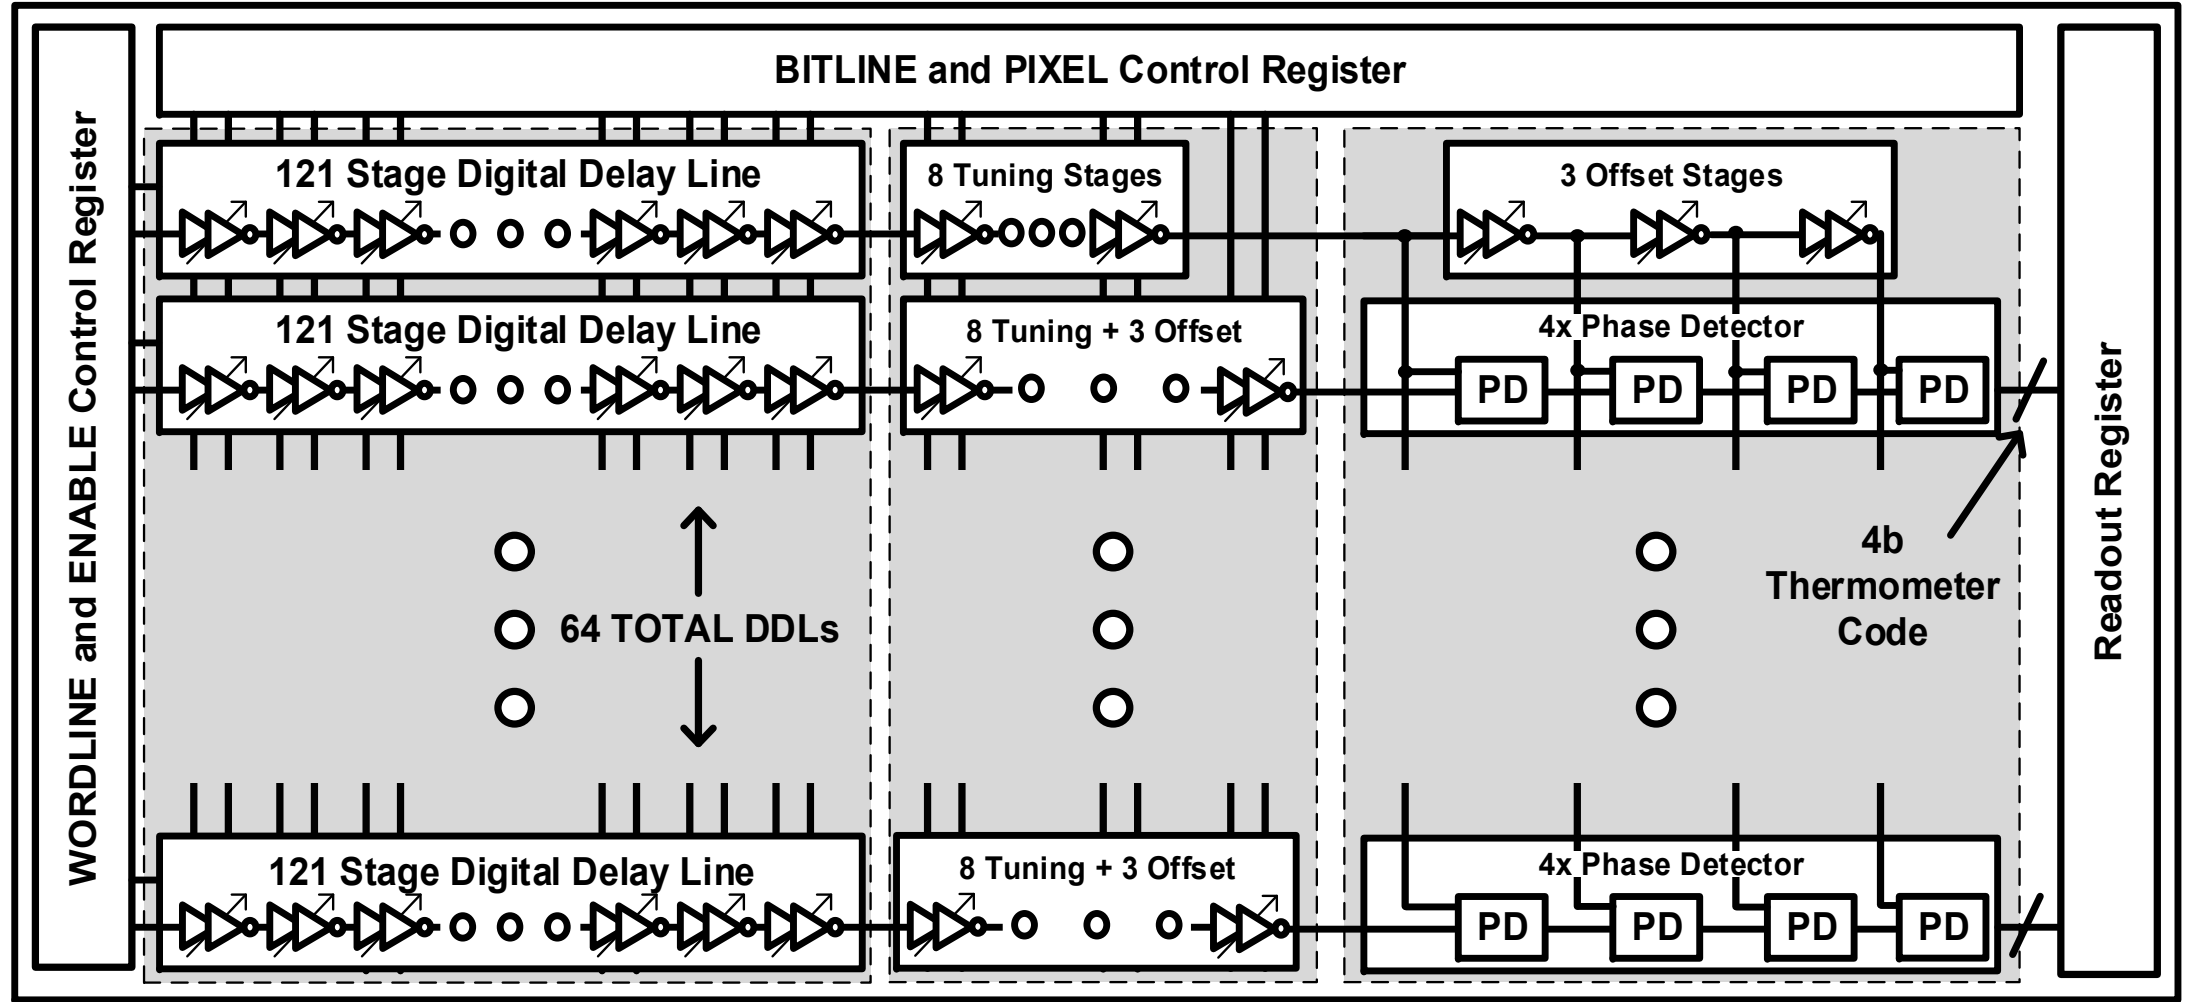 BITLINE and PIXEL Control Register
WORDLINE and ENABLE Control Register
121 Stage Digital Delay Line
8 Tuning Stages
3 Offset Stages
121 Stage Digital Delay Line
8 Tuning + 3 Offset
4x Phase Detector
PD PD PD PD
64 TOTAL DDLs
4b
Thermometer
Code
Readout Register
121 Stage Digital Delay Line
8 Tuning + 3 Offset
4x Phase Detector
PD PD PD PD